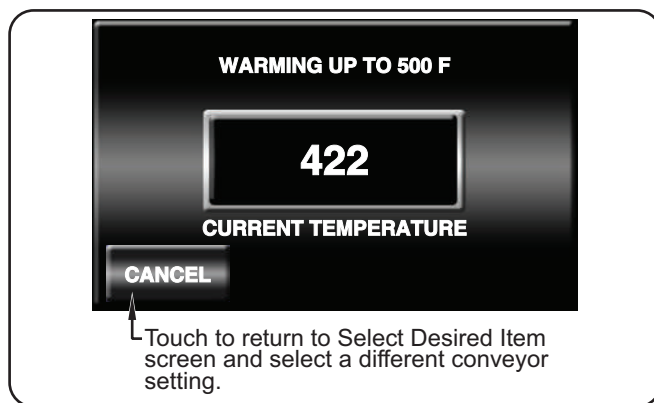 WARMING UP TO 500 F
422
CURRENT TEMPERATURE
CANCEL
Touch to return to Select Desired Item
screen and select a different conveyor
setting.